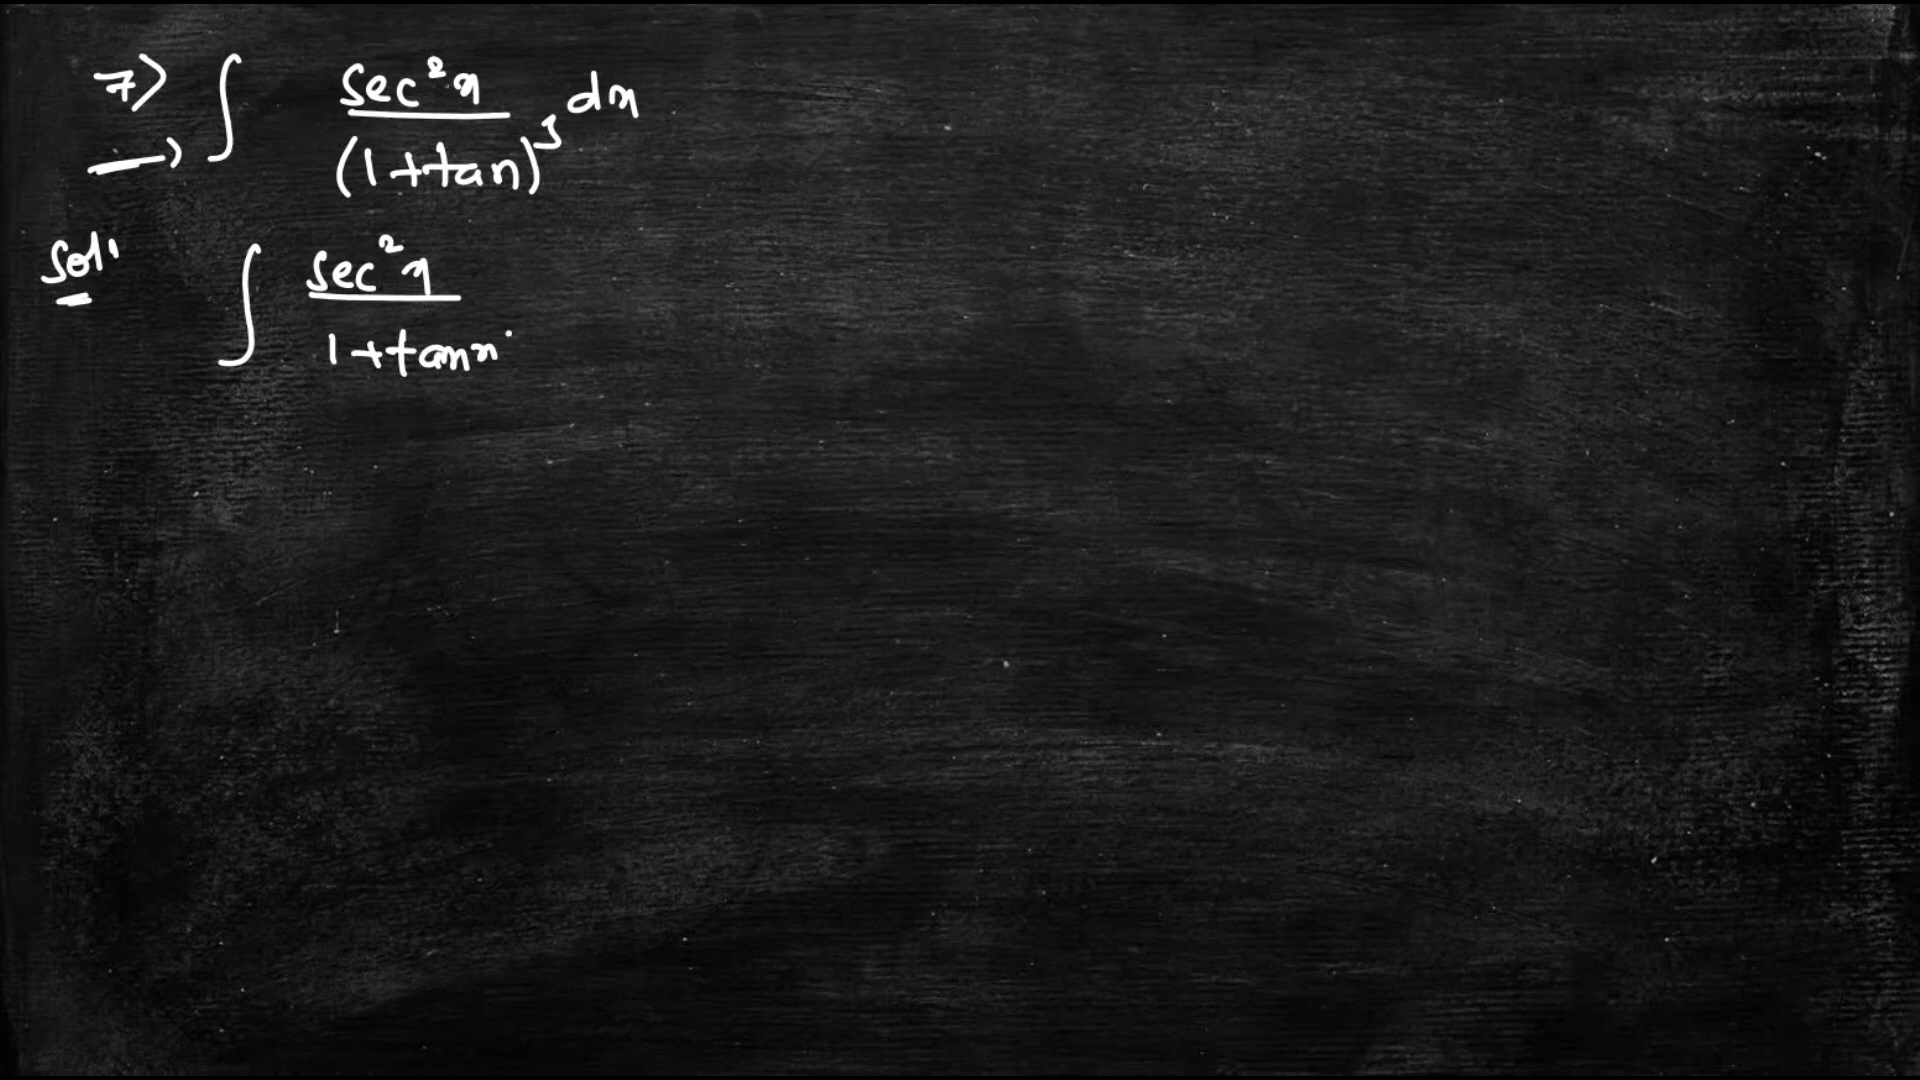 7) ∫ sec²x / (1+tan)³ dx
Sol: ∫ sec²x / 1+tanx